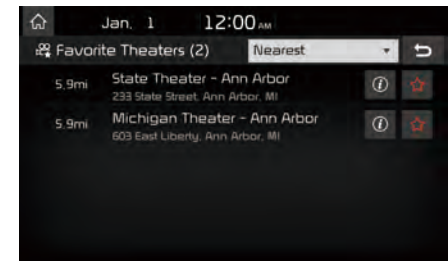 Jan. 1 12:00 AM
Favorite Theaters (2) Nearest
5.9mi State Theater - Ann Arbor
233 State Street, Ann Arbor, MI
5.9mi Michigan Theater - Ann Arbor
603 East Liberty, Ann Arbor, MI